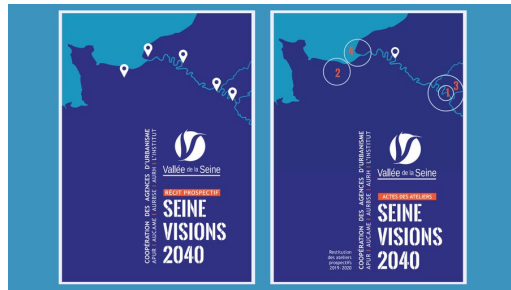 COOPÉRATION DES AGENCES D'URBANISME
APUR | AUCAME | AURBSE | AURH | L'INSTITUT
Vallée de la Seine
RÉCIT PROSPECTIF
SEINE
VISIONS
2040
4
2
1
3
COOPÉRATION DES AGENCES D'URBANISME
APUR | AUCAME | AURBSE | AURH | L'INSTITUT
Vallée de la Seine
ACTES DES ATELIERS
SEINE
VISIONS
2040
Restitution
des ateliers
prospectifs
2019-2020